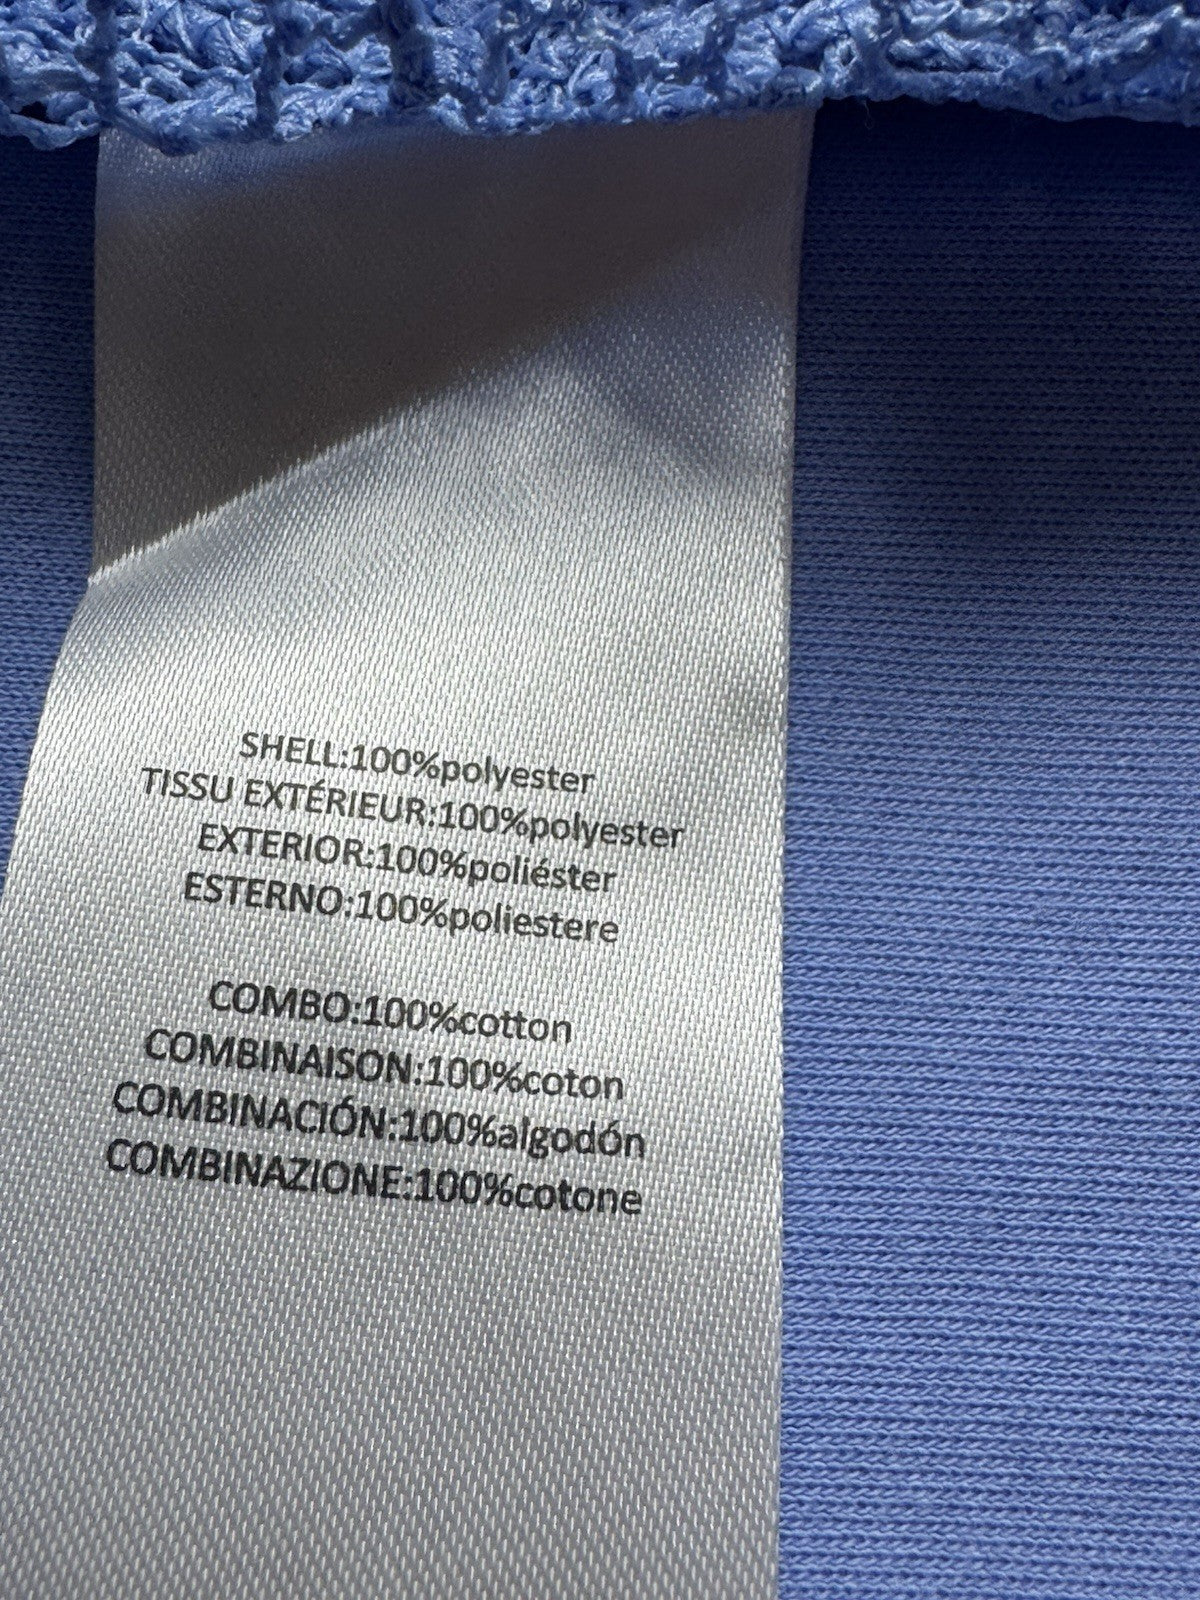 SHELL:100%polyester
TISSU EXTÉRIEUR:100%polyester
EXTERIOR:100%poliéster
ESTERNO:100%poliestere
COMBO:100%cotton
COMBINAISON:100%coton
COMBINACIÓN:100%algodón
COMBINAZIONE:100%cotone